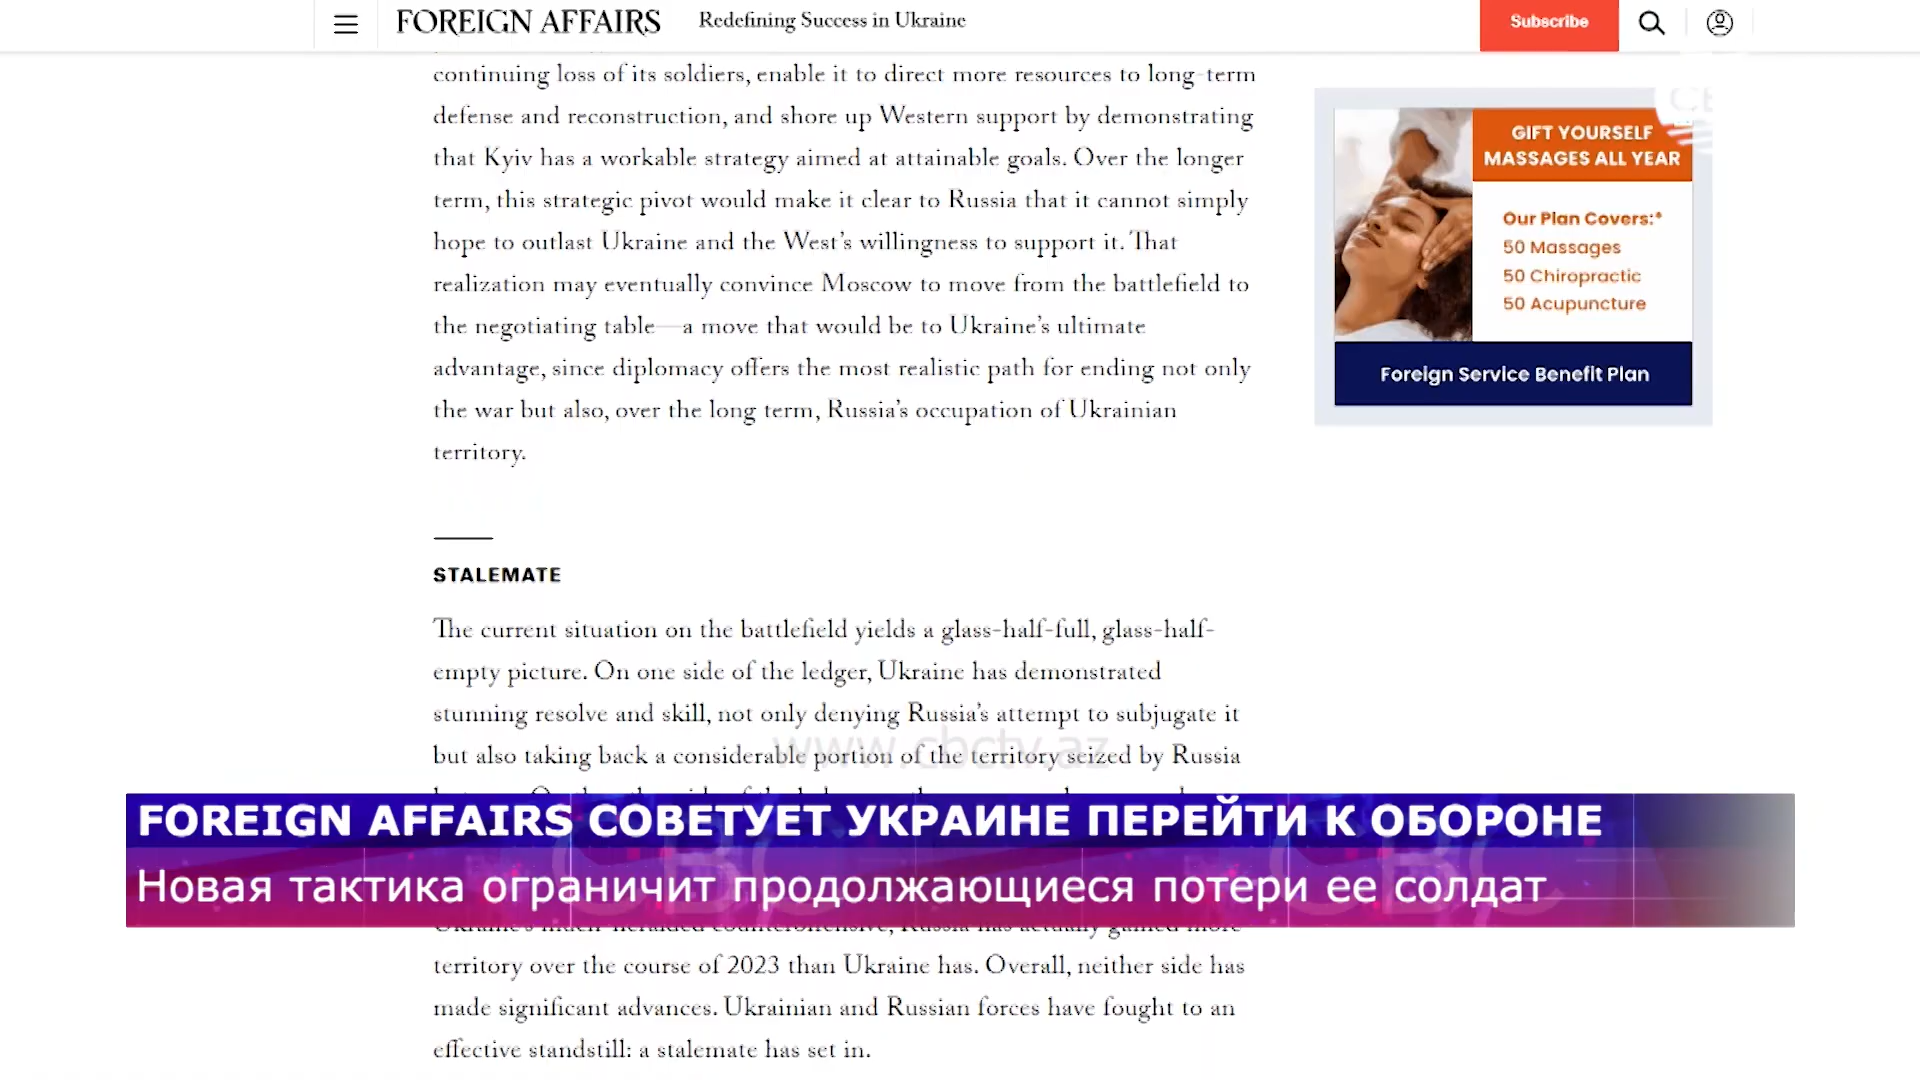 FOREIGN AFFAIRS
Redefining Success in Ukraine
Subscribe
continuing loss of its soldiers, enable it to direct more resources to long-term
defense and reconstruction, and shore up Western support by demonstrating
that Kyiv has a workable strategy aimed at attainable goals. Over the longer
term, this strategic pivot would make it clear to Russia that it cannot simply
hope to outlast Ukraine and the West’s willingness to support it. That
realization may eventually convince Moscow to move from the battlefield to
the negotiating table—a move that would be to Ukraine’s ultimate
advantage, since diplomacy offers the most realistic path for ending not only
the war but also, over the long term, Russia’s occupation of Ukrainian
territory.
GIFT YOURSELF
MASSAGES ALL YEAR
Our Plan Covers:*
50 Massages
50 Chiropractic
50 Acupuncture
Foreign Service Benefit Plan
STALEMATE
The current situation on the battlefield yields a glass-half-full, glass-half-
empty picture. On one side of the ledger, Ukraine has demonstrated
stunning resolve and skill, not only denying Russia’s attempt to subjugate it
but also taking back a considerable portion of the territory seized by Russia
www.cbctv.az
FOREIGN AFFAIRS СОВЕТУЕТ УКРАИНЕ ПЕРЕЙТИ К ОБОРОНЕ
Новая тактика ограничит продолжающиеся потери ее солдат
Ukraine’s much-heralded counteroffensive, Russia has actually gained more
territory over the course of 2023 than Ukraine has. Overall, neither side has
made significant advances. Ukrainian and Russian forces have fought to an
effective standstill: a stalemate has set in.